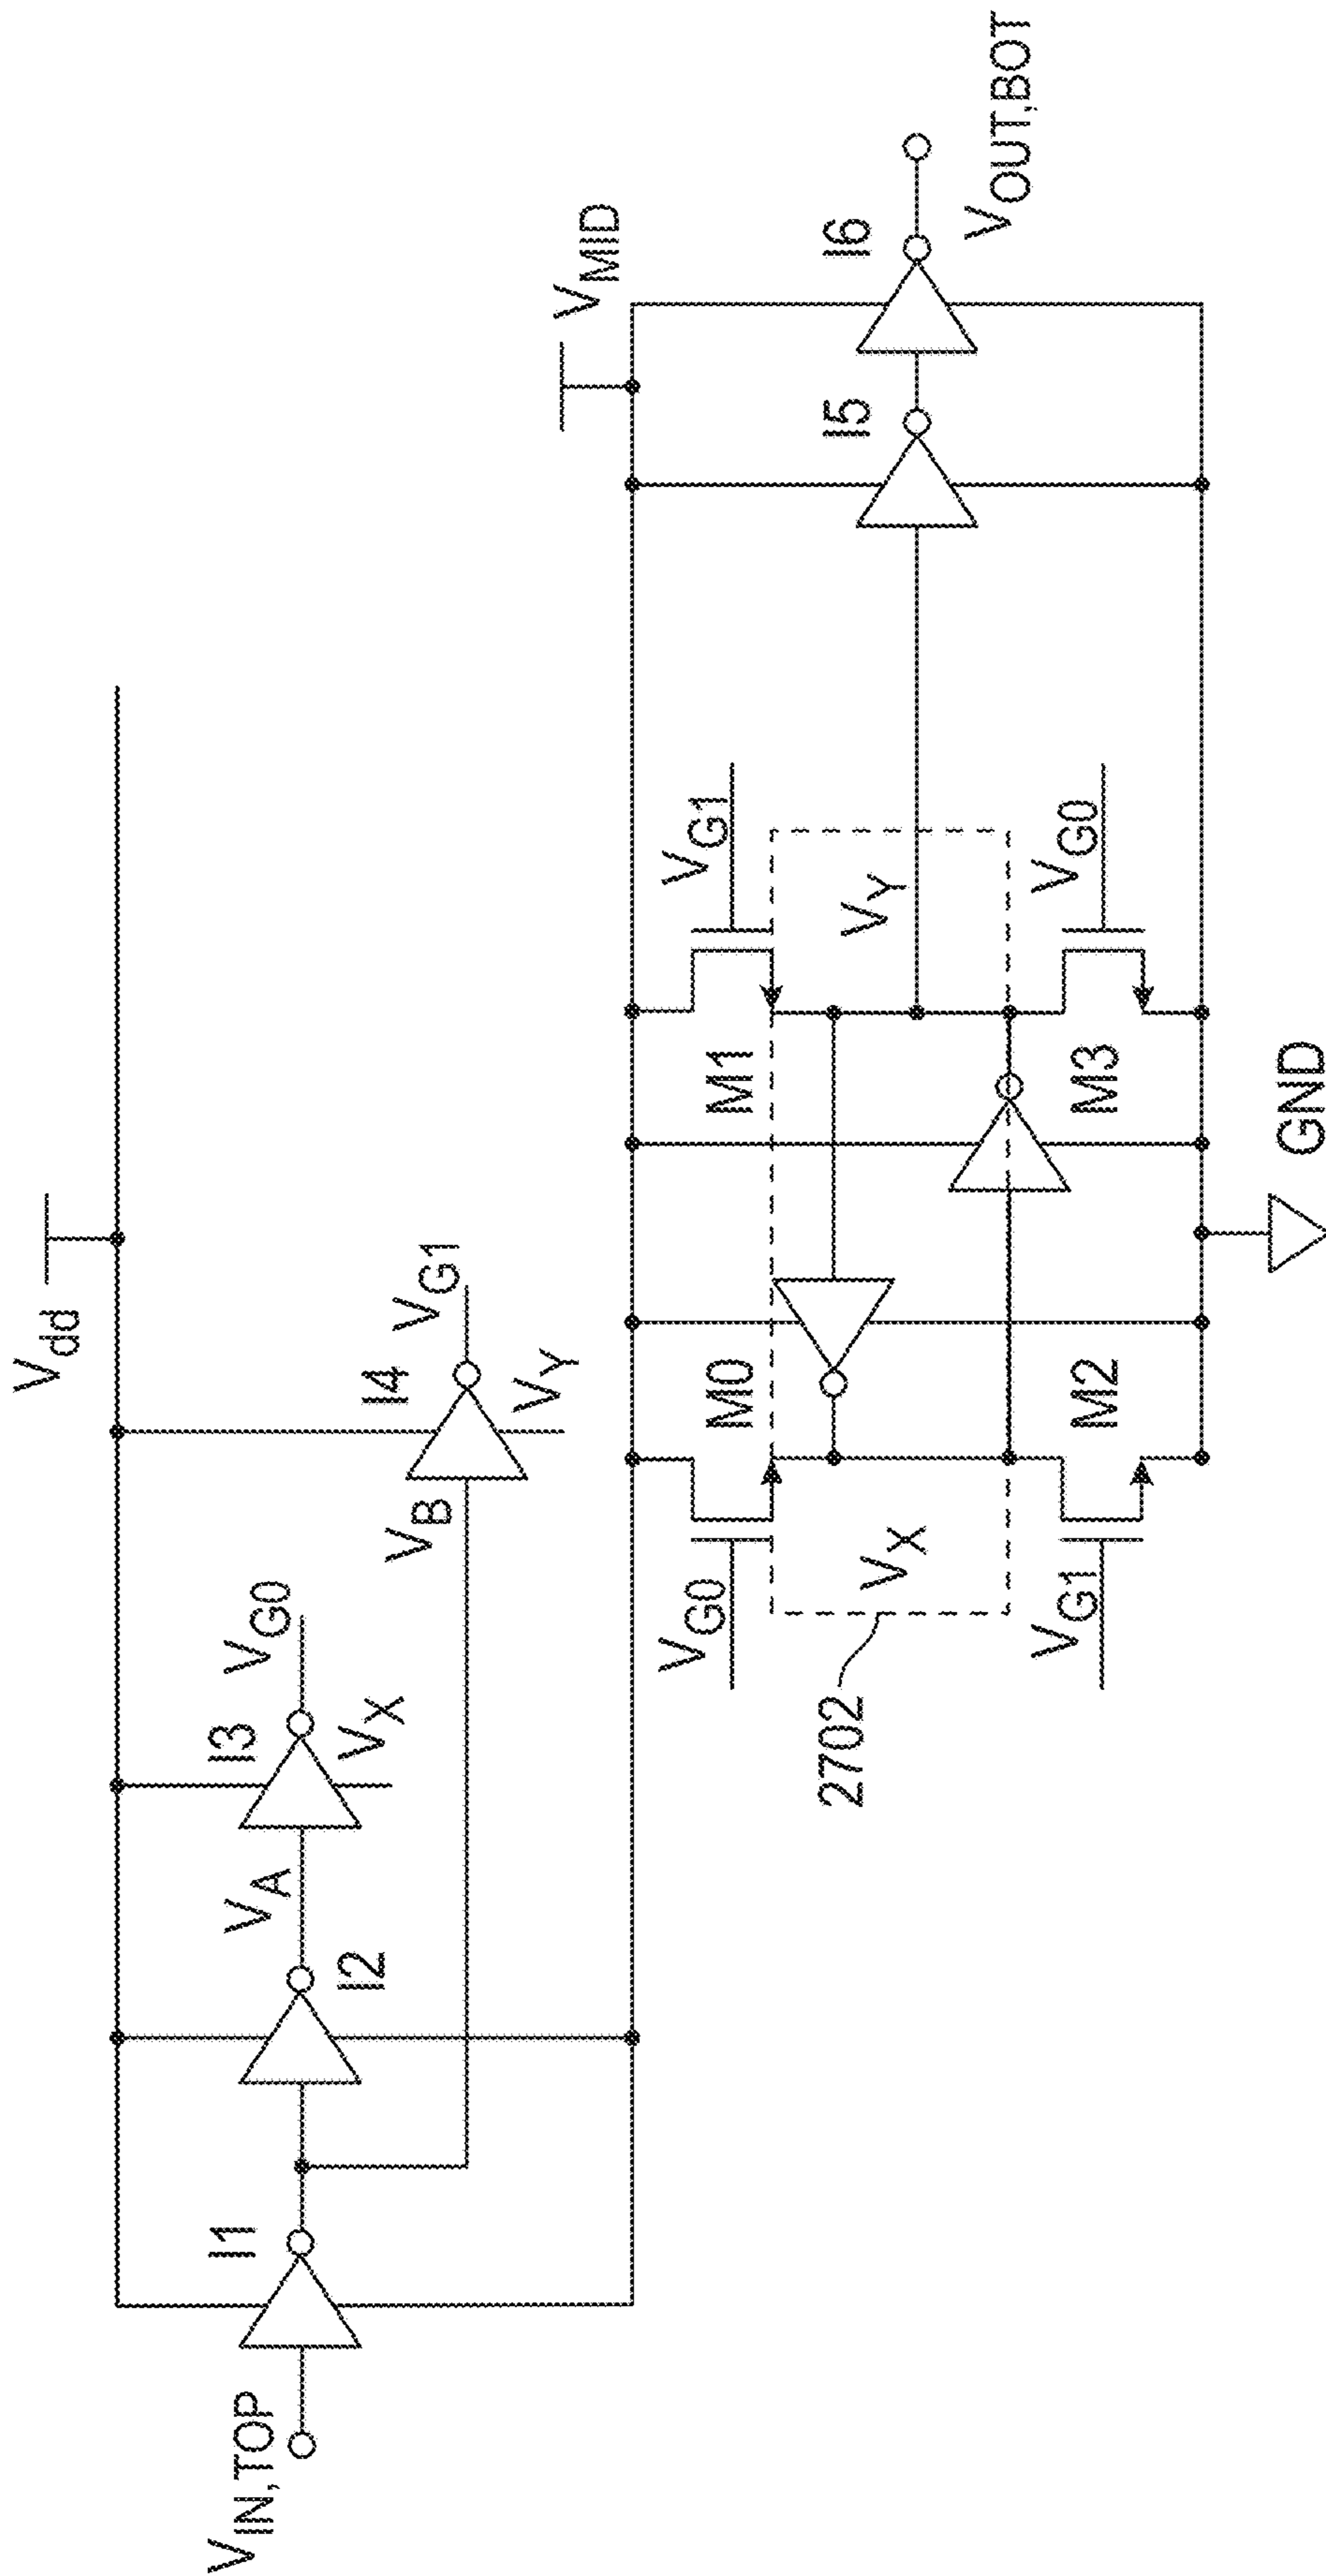 Vdd
VIN,TOP
I1
I2
VA
I3
VG0
VX
VB
I4
VG1
VY
VMID
VG0
M0
M1
VG1
2702
VX
VY
I5
I6
VOUT,BOT
VG1
M2
M3
VG0
GND